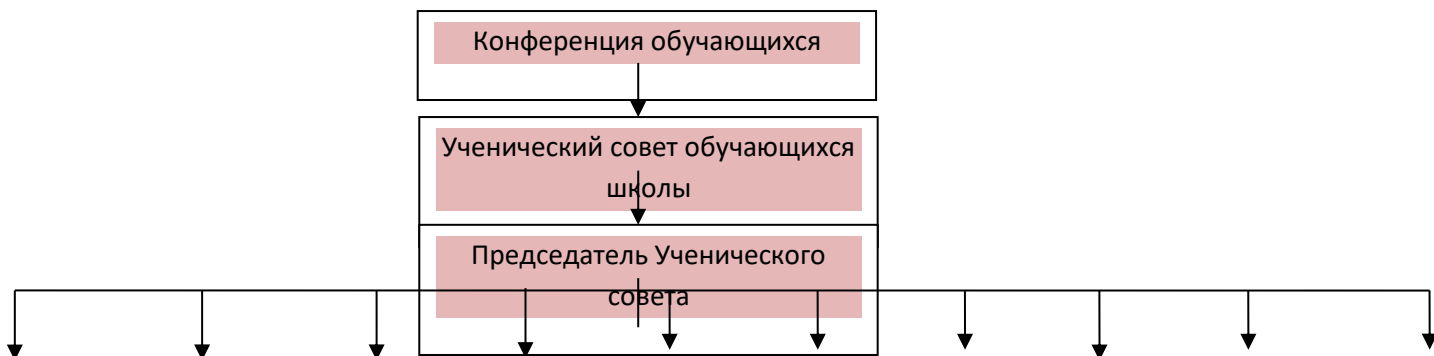 Конференция обучающихся
Ученический совет обучающихся
школы
Председатель Ученического
совета